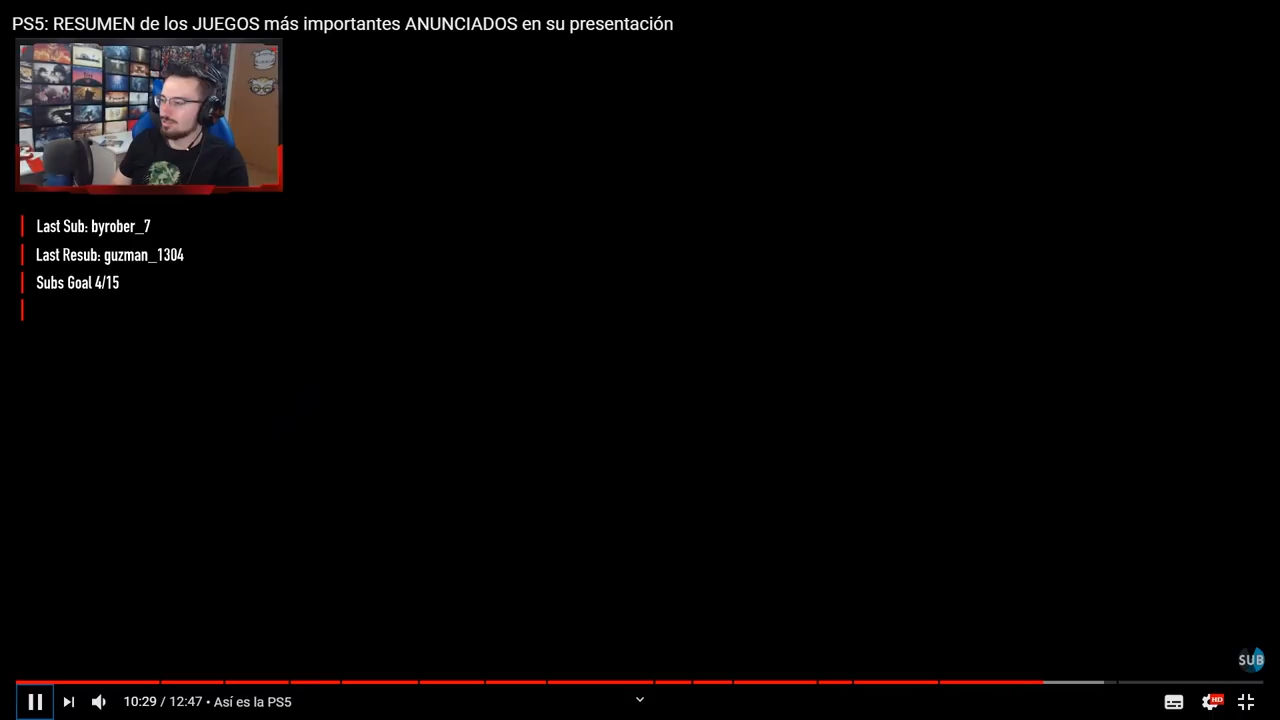 PS5: RESUMEN de los JUEGOS más importantes ANUNCIADOS en su presentación
Last Sub: byrober_7
Last Resub: guzman_1304
Subs Goal 4/15
SUB
10:29 / 12:47 • Así es la PS5
HD